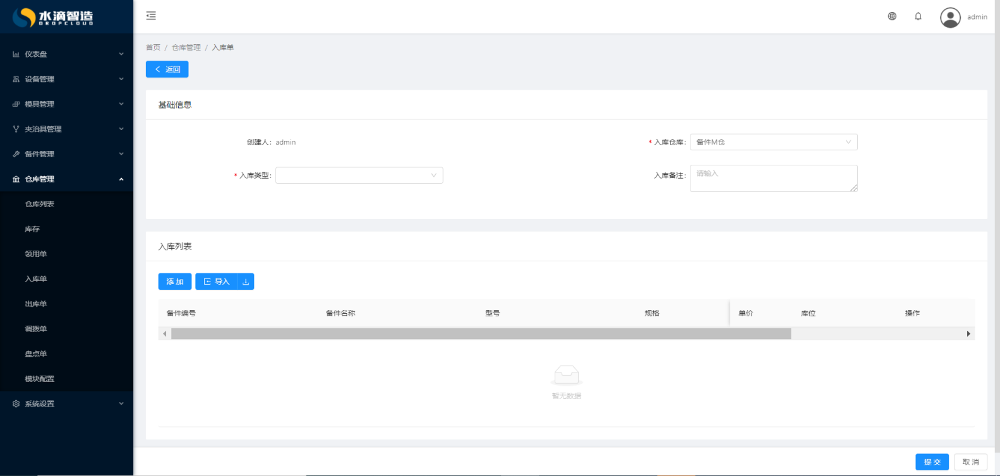 水滴智造
DROPCLOUD
admin
仪表盘
设备管理
模具管理
夹治具管理
备件管理
仓库管理
仓库列表
库存
领用单
入库单
出库单
调拨单
盘点单
模块配置
系统设置
首页 / 仓库管理 / 入库单
返回
基础信息
创建人: admin
* 入库仓库: 备件M仓
* 入库类型:
入库备注: 请输入
入库列表
添加 导入
备件编号 备件名称 型号 规格 单价 库位 操作
暂无数据
提交 取消